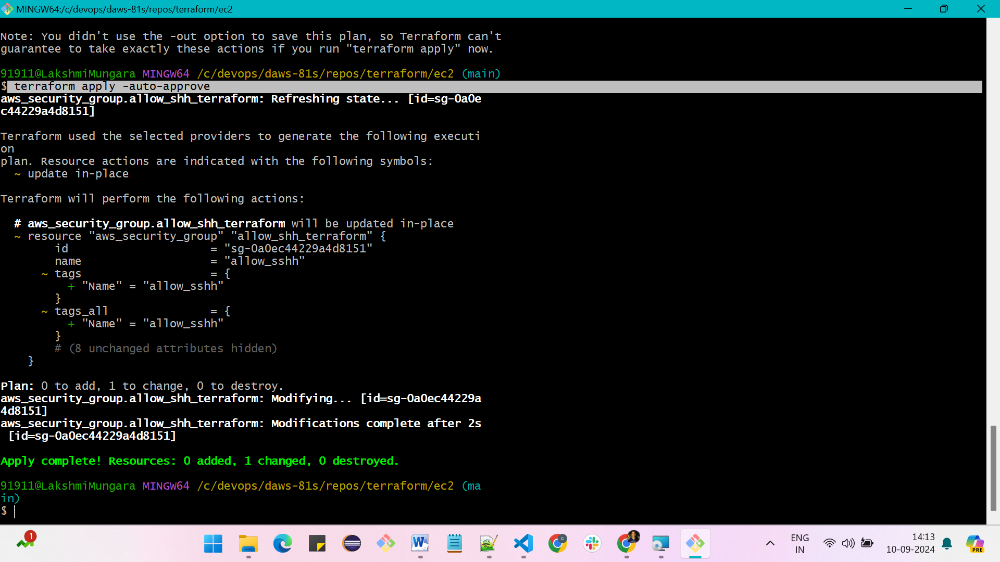 MINGW64:/c/devops/daws-81s/repos/terraform/ec2
Note: You didn't use the -out option to save this plan, so Terraform can't
guarantee to take exactly these actions if you run "terraform apply" now.
91911@LakshmiMungara MINGW64 /c/devops/daws-81s/repos/terraform/ec2 (main)
$ terraform apply -auto-approve
aws_security_group.allow_shh_terraform: Refreshing state... [id=sg-0a0e
c44229a4d8151]
Terraform used the selected providers to generate the following executi
on
plan. Resource actions are indicated with the following symbols:
  ~ update in-place
Terraform will perform the following actions:
  # aws_security_group.allow_shh_terraform will be updated in-place
  ~ resource "aws_security_group" "allow_shh_terraform" {
        id                     = "sg-0a0ec44229a4d8151"
        name                   = "allow_sshh"
      ~ tags                   = {
          + "Name" = "allow_sshh"
        }
      ~ tags_all               = {
          + "Name" = "allow_sshh"
        }
        # (8 unchanged attributes hidden)
    }
Plan: 0 to add, 1 to change, 0 to destroy.
aws_security_group.allow_shh_terraform: Modifying... [id=sg-0a0ec44229a
4d8151]
aws_security_group.allow_shh_terraform: Modifications complete after 2s
 [id=sg-0a0ec44229a4d8151]
Apply complete! Resources: 0 added, 1 changed, 0 destroyed.
91911@LakshmiMungara MINGW64 /c/devops/daws-81s/repos/terraform/ec2 (ma
in)
$
1
W
C
ENG
IN
14:13
10-09-2024
PRE